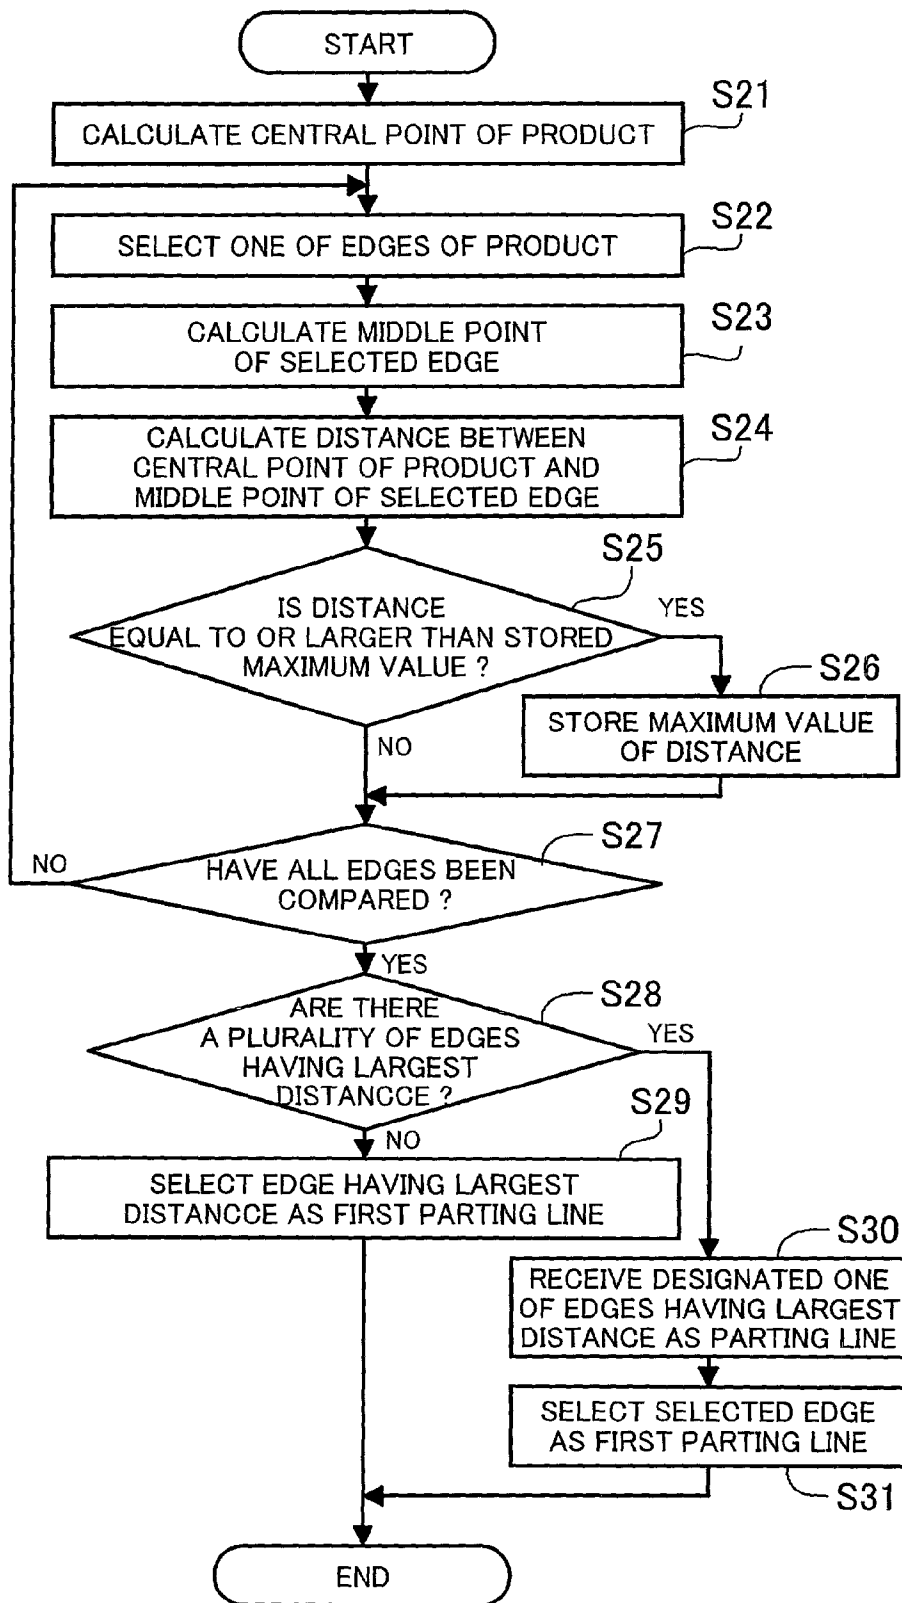 START
S21
CALCULATE CENTRAL POINT OF PRODUCT
S22
SELECT ONE OF EDGES OF PRODUCT
S23
CALCULATE MIDDLE POINT
OF SELECTED EDGE
S24
CALCULATE DISTANCE BETWEEN
CENTRAL POINT OF PRODUCT AND
MIDDLE POINT OF SELECTED EDGE
S25
IS DISTANCE
EQUAL TO OR LARGER THAN STORED
MAXIMUM VALUE ?
YES
S26
STORE MAXIMUM VALUE
OF DISTANCE
NO
S27
NO
HAVE ALL EDGES BEEN
COMPARED ?
YES
S28
ARE THERE
A PLURALITY OF EDGES
HAVING LARGEST
DISTANCCE ?
YES
S29
NO
SELECT EDGE HAVING LARGEST
DISTANCCE AS FIRST PARTING LINE
S30
RECEIVE DESIGNATED ONE
OF EDGES HAVING LARGEST
DISTANCE AS PARTING LINE
SELECT SELECTED EDGE
AS FIRST PARTING LINE
S31
END